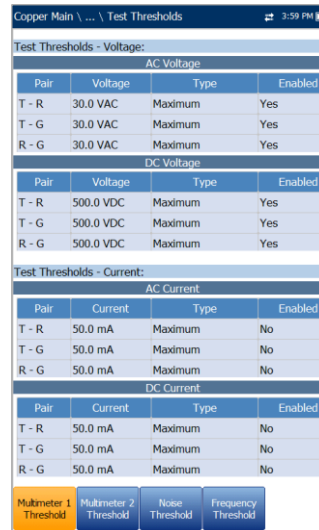 Copper Main \ ... \ Test Thresholds 3:59 PM
Test Thresholds - Voltage:
AC Voltage
Pair Voltage Type Enabled
T - R 30.0 VAC Maximum Yes
T - G 30.0 VAC Maximum Yes
R - G 30.0 VAC Maximum Yes
DC Voltage
Pair Voltage Type Enabled
T - R 500.0 VDC Maximum Yes
T - G 500.0 VDC Maximum Yes
R - G 500.0 VDC Maximum Yes
Test Thresholds - Current:
AC Current
Pair Current Type Enabled
T - R 50.0 mA Maximum No
T - G 50.0 mA Maximum No
R - G 50.0 mA Maximum No
DC Current
Pair Current Type Enabled
T - R 50.0 mA Maximum No
T - G 50.0 mA Maximum No
R - G 50.0 mA Maximum No
Multimeter 1 Multimeter 2 Noise Frequency
Threshold Threshold Threshold Threshold